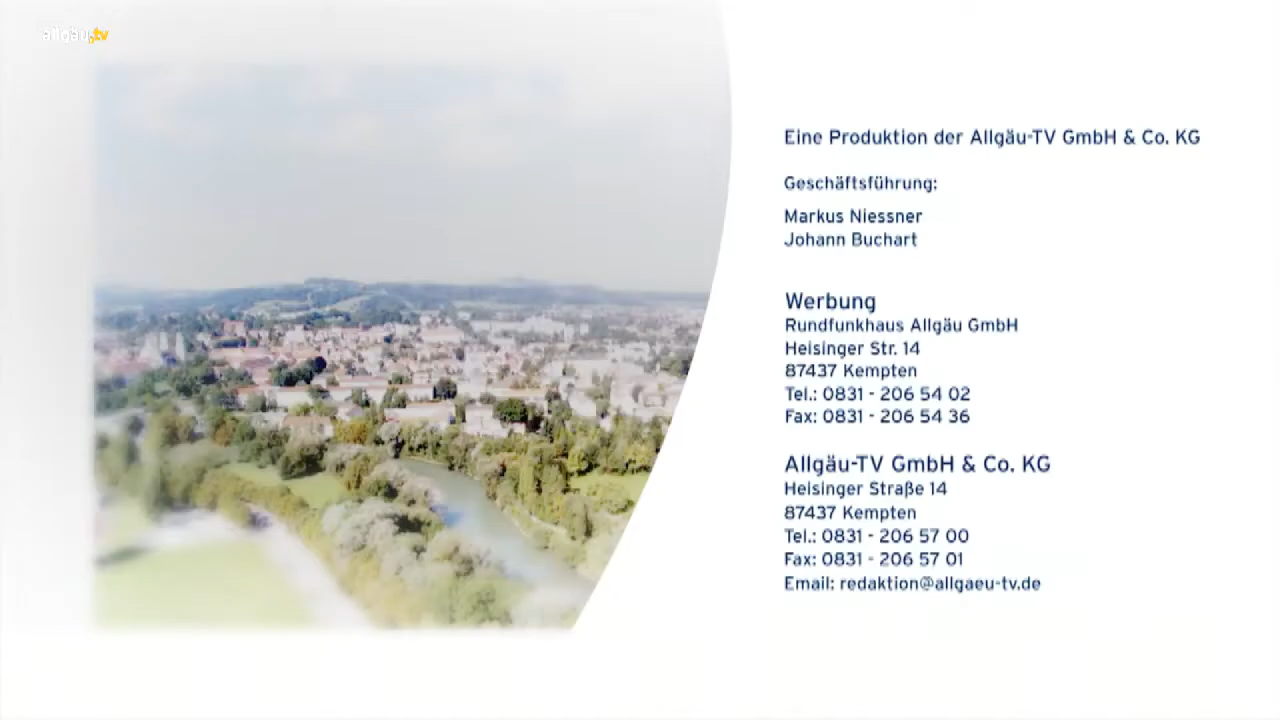 allgäu.tv
Eine Produktion der Allgäu-TV GmbH & Co. KG
Geschäftsführung:
Markus Niessner
Johann Buchart
Werbung
Rundfunkhaus Allgäu GmbH
Heisinger Str. 14
87437 Kempten
Tel.: 0831 - 206 54 02
Fax: 0831 - 206 54 36
Allgäu-TV GmbH & Co. KG
Heisinger Straße 14
87437 Kempten
Tel.: 0831 - 206 57 00
Fax: 0831 - 206 57 01
Email: redaktion@allgaeu-tv.de